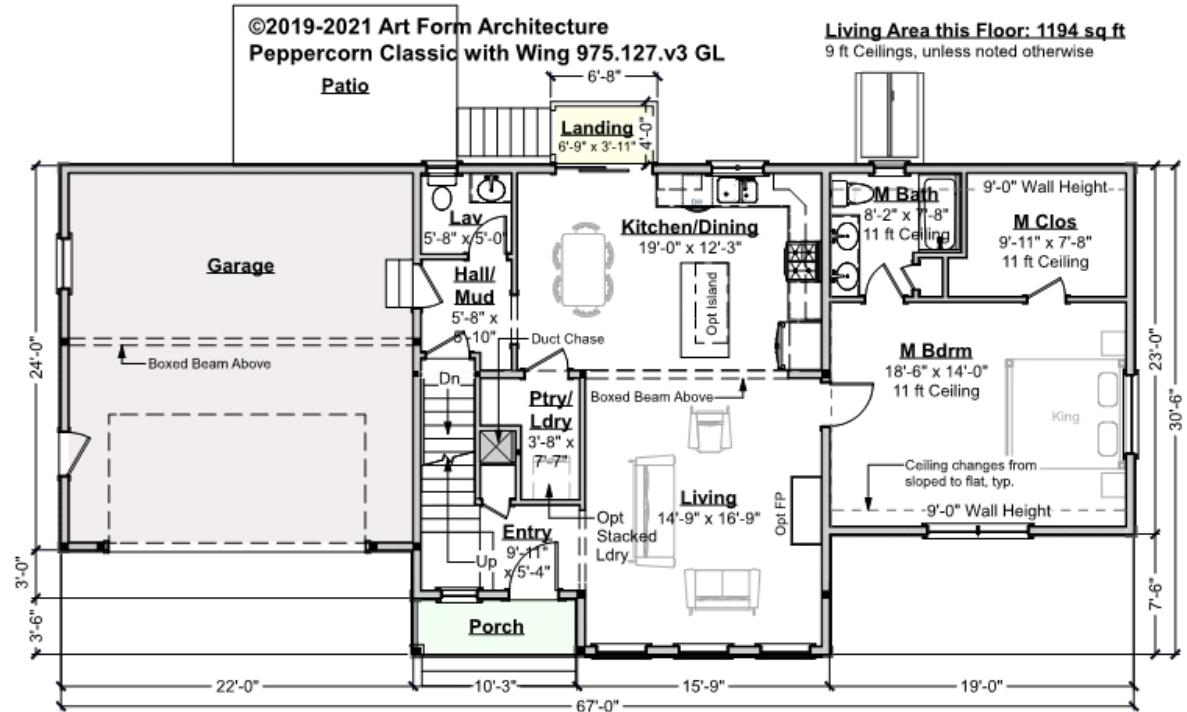 ©2019-2021 Art Form Architecture
Peppercorn Classic with Wing 975.127.v3 GL
Living Area this Floor: 1194 sq ft
9 ft Ceilings, unless noted otherwise
Patio
6'-8"
Landing
6'-9" x 3'-11"
4'-0"
Garage
Boxed Beam Above
24'-0"
3'-0"
3'-6"
Lav
5'-8" x 5'-0"
Hall/
Mud
5'-8" x
Duct Chase
Dn
Up
Ptry/
Ldry
3'-8" x
7'-7"
Entry
9'-11"
x 5'-4"
Opt
Stacked
Ldry
Porch
Kitchen/Dining
19'-0" x 12'-3"
DW
Opt Island
Boxed Beam Above
Living
14'-9" x 16'-9"
Opt FP
M Bath
8'-2" x 7'-8"
11 ft Ceiling
9'-0" Wall Height
M Clos
9'-11" x 7'-8"
11 ft Ceiling
M Bdrm
18'-6" x 14'-0"
11 ft Ceiling
King
Ceiling changes from
sloped to flat, typ.
9'-0" Wall Height
23'-0"
30'-6"
7'-6"
22'-0"
10'-3"
15'-9"
19'-0"
67'-0"